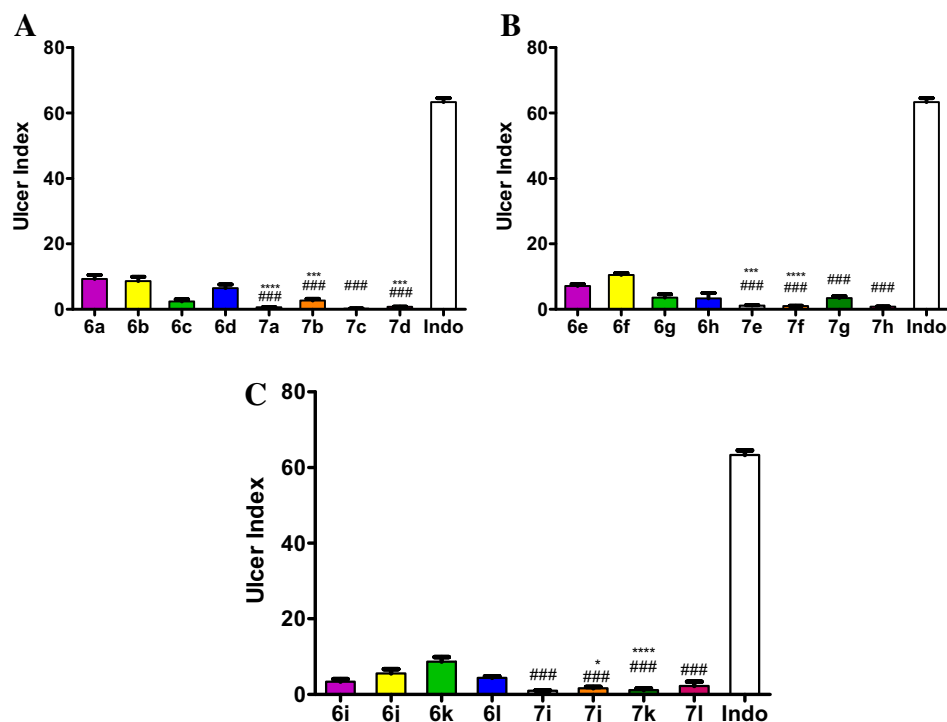 A
80
60
40
20
0
Ulcer Index
**** *** ***
### ### ### ###
6a 6b 6c 6d 7a 7b 7c 7d Indo
B
80
60
40
20
0
Ulcer Index
*** ****
### ### ### ###
6e 6f 6g 6h 7e 7f 7g 7h Indo
C
80
60
40
20
0
Ulcer Index
* ****
### ### ### ###
6i 6j 6k 6l 7i 7j 7k 7l Indo